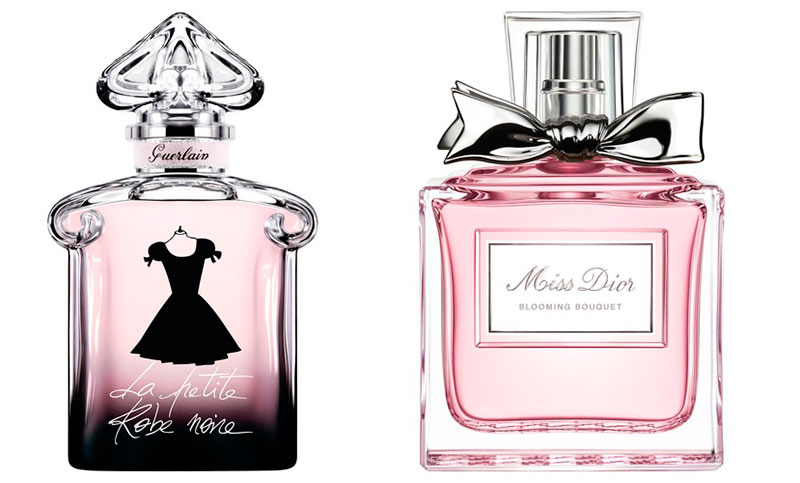 Guerlain
La petite
Robe noire
Miss Dior
BLOOMING BOUQUET